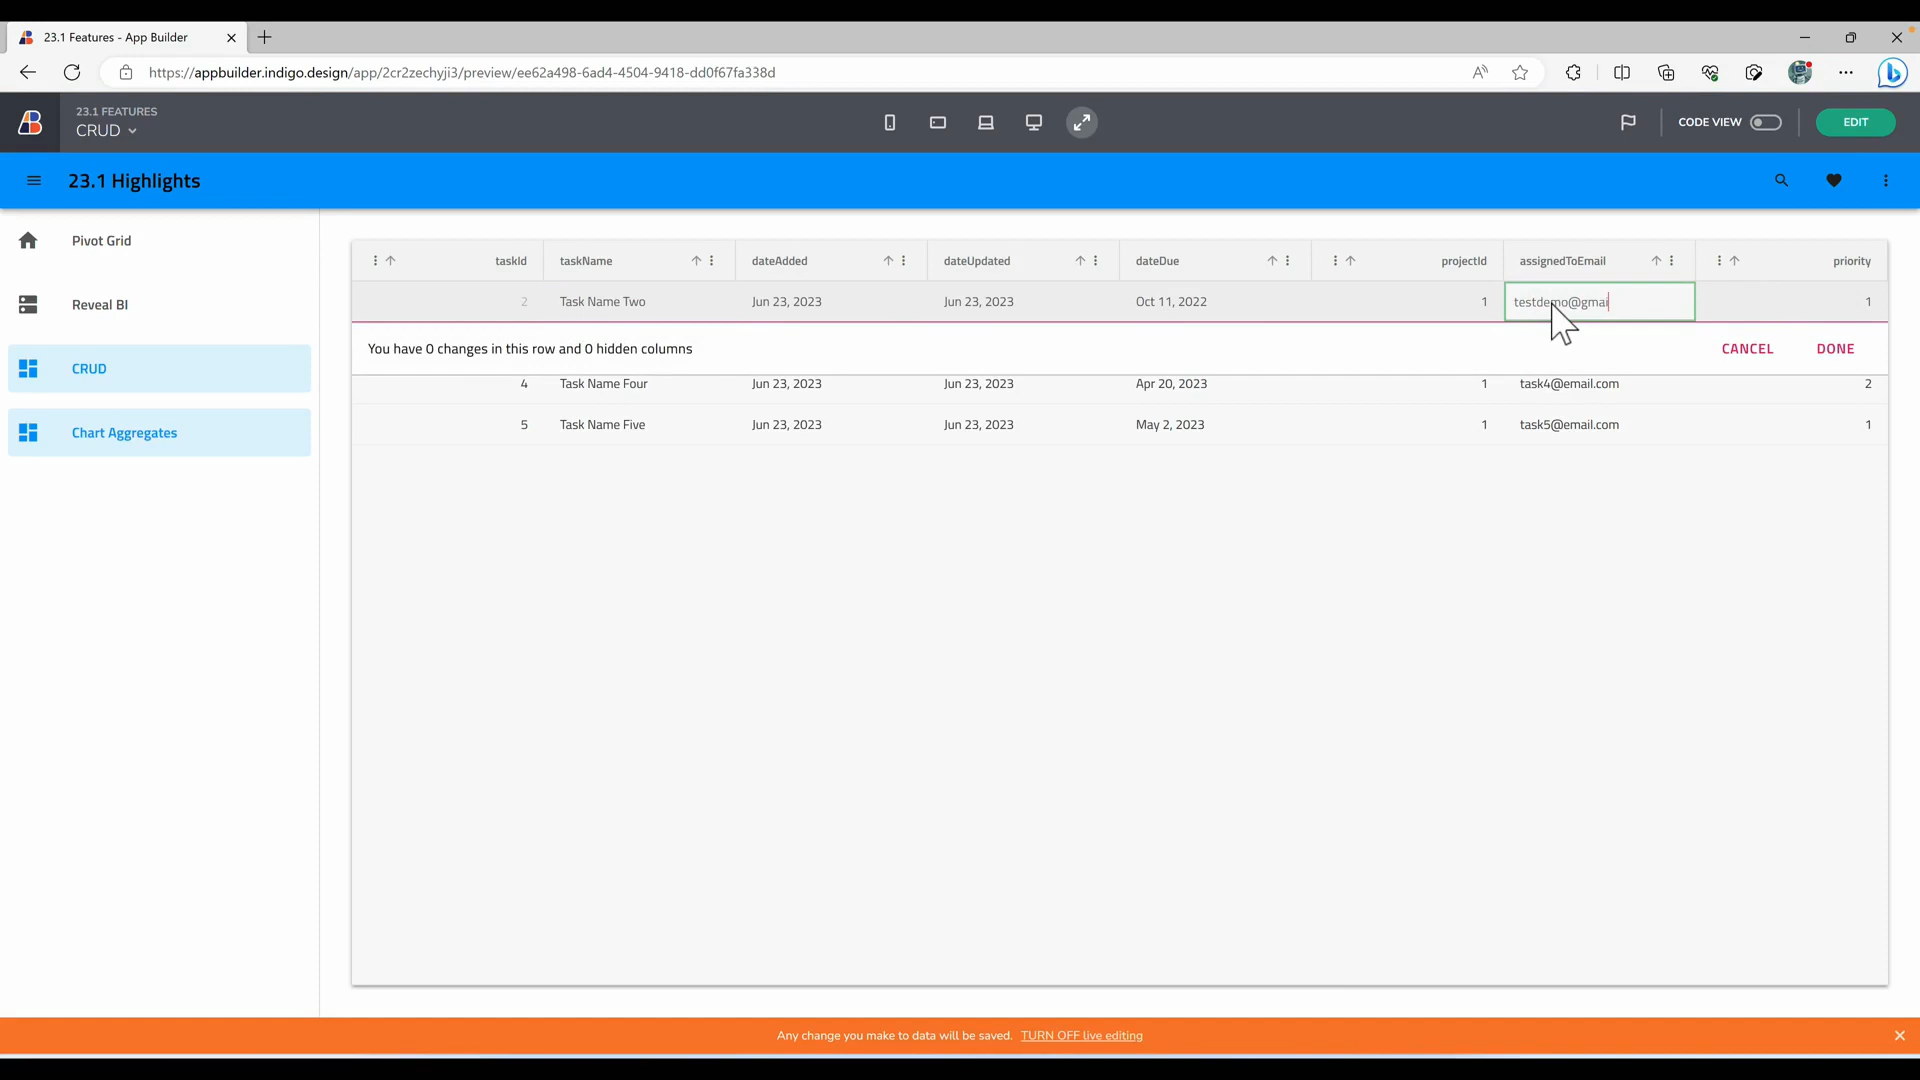 23.1 Features - App Builder
https://appbuilder.indigo.design/app/2cr2zechyji3/preview/ee62a498-6ad4-4504-9418-dd0f67fa338d
23.1 FEATURES
CRUD
CODE VIEW
EDIT
23.1 Highlights
Pivot Grid
Reveal BI
CRUD
Chart Aggregates
taskId taskName dateAdded dateUpdated dateDue projectId assignedToEmail priority
2 Task Name Two Jun 23, 2023 Jun 23, 2023 Oct 11, 2022 1 testdemo@gmai 1
You have 0 changes in this row and 0 hidden columns CANCEL DONE
4 Task Name Four Jun 23, 2023 Jun 23, 2023 Apr 20, 2023 1 task4@email.com 2
5 Task Name Five Jun 23, 2023 Jun 23, 2023 May 2, 2023 1 task5@email.com 1
Any change you make to data will be saved. TURN OFF live editing